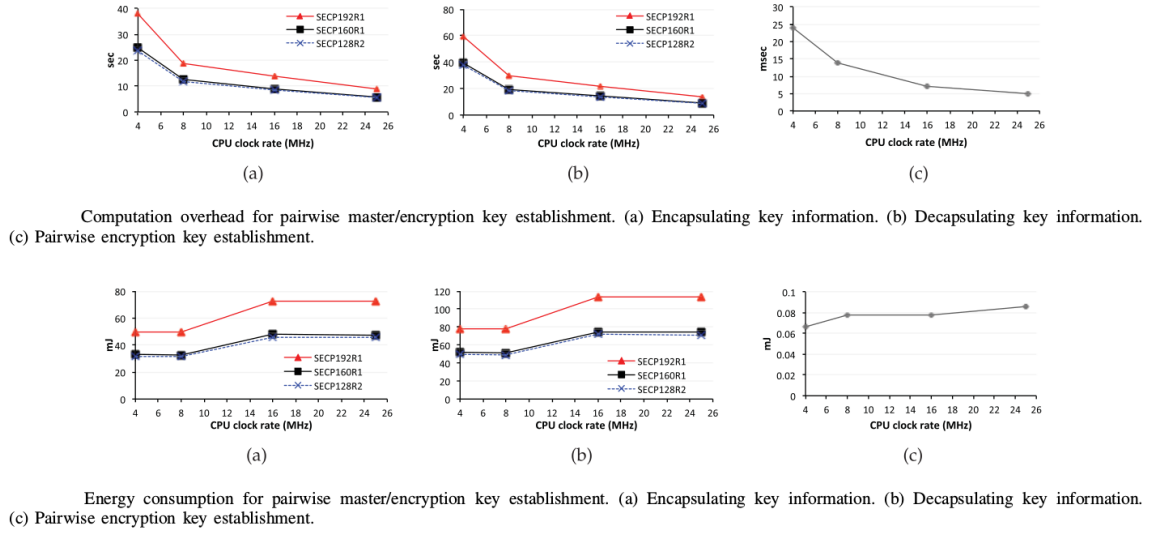 40
30
20
10
0
sec
4 6 8 10 12 14 16 18 20 22 24 26
CPU clock rate (MHz)
SECP192R1
SECP160R1
SECP128R2
(a)
80
60
40
20
0
sec
4 6 8 10 12 14 16 18 20 22 24 26
CPU clock rate (MHz)
SECP192R1
SECP160R1
SECP128R2
(b)
30
25
20
15
10
5
0
msec
4 6 8 10 12 14 16 18 20 22 24 26
CPU clock rate (MHz)
(c)
Computation overhead for pairwise master/encryption key establishment. (a) Encapsulating key information. (b) Decapsulating key information.
(c) Pairwise encryption key establishment.
80
60
40
20
0
mJ
4 6 8 10 12 14 16 18 20 22 24 26
CPU clock rate (MHz)
SECP192R1
SECP160R1
SECP128R2
(a)
120
100
80
60
40
20
0
mJ
4 6 8 10 12 14 16 18 20 22 24 26
CPU clock rate (MHz)
SECP192R1
SECP160R1
SECP128R2
(b)
0.1
0.08
0.06
0.04
0.02
0
mJ
4 6 8 10 12 14 16 18 20 22 24 26
CPU clock rate (MHz)
(c)
Energy consumption for pairwise master/encryption key establishment. (a) Encapsulating key information. (b) Decapsulating key information.
(c) Pairwise encryption key establishment.